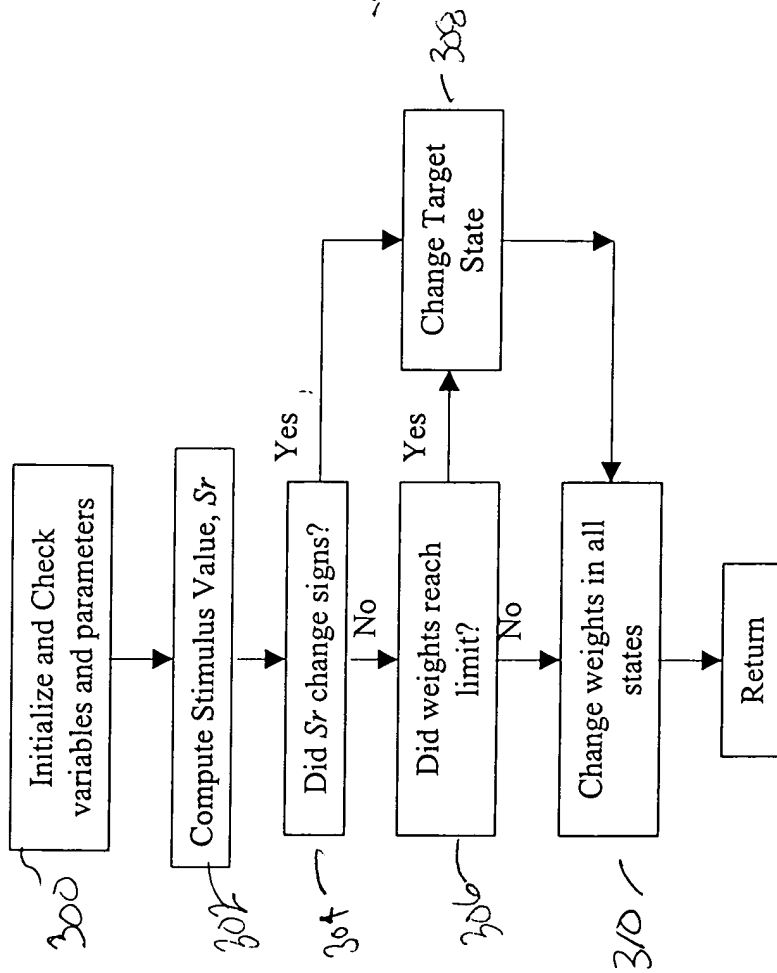 300
Initialize and Check
variables and parameters
302
Compute Stimulus Value, Sr
304
Did Sr change signs?
Yes
No
306
Did weights reach
limit?
Yes
No
308
Change Target
State
310
Change weights in all
states
Return